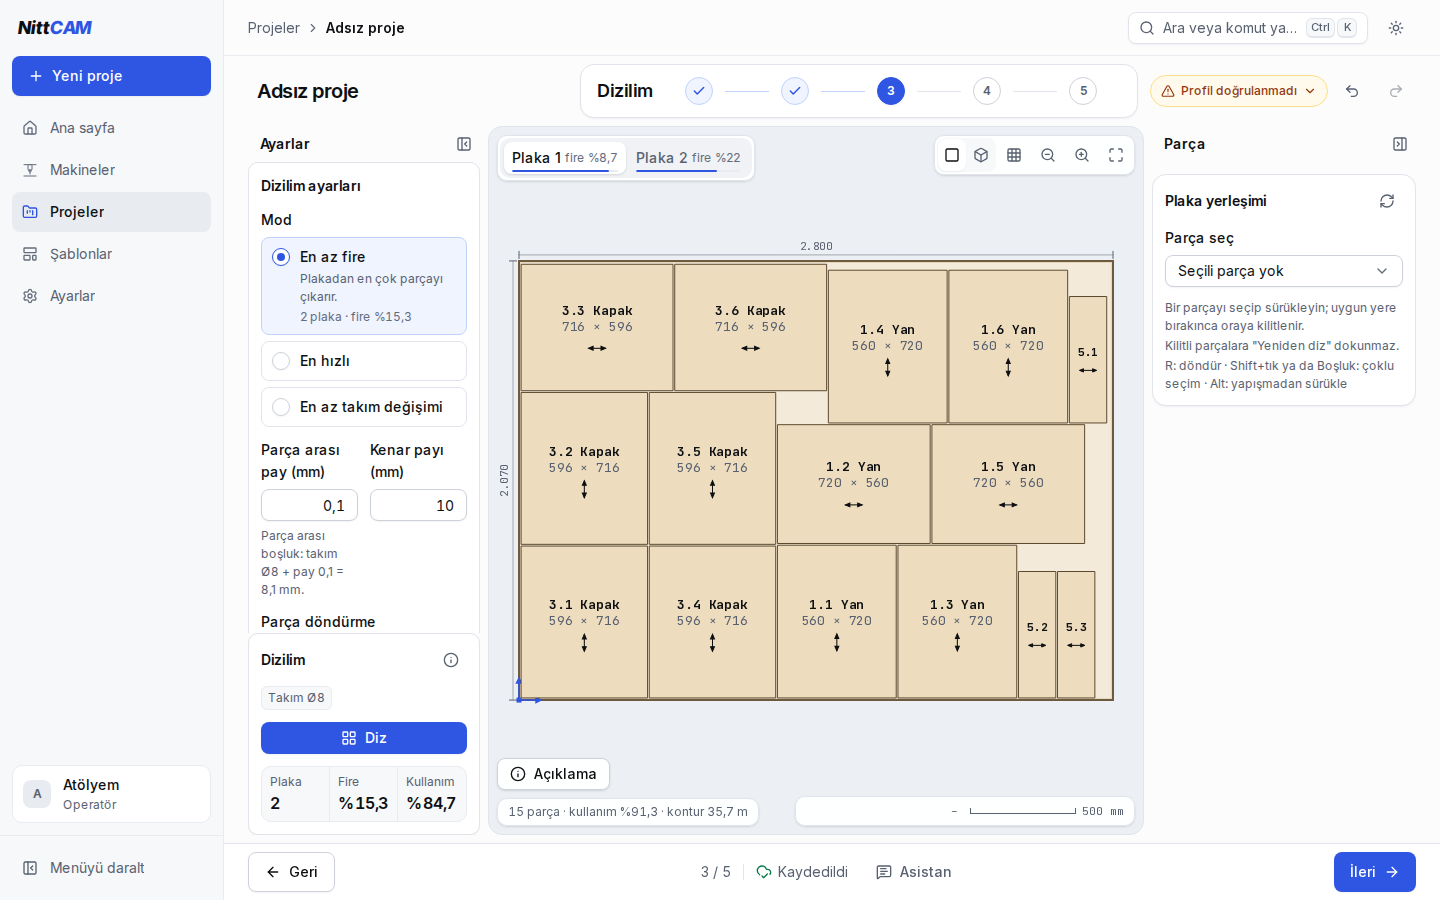 NittCAM
Yeni proje
Ana sayfa
Makineler
Projeler
Şablonlar
Ayarlar
A
Atölyem
Operatör
Menüyü daralt
Projeler > Adsız proje
Ara veya komut ya... Ctrl K
Adsız proje
Dizilim 3 4 5
Profil doğrulanmadı
Ayarlar
Dizilim ayarları
Mod
En az fire
Plakadan en çok parçayı
çıkarır.
2 plaka · fire %15,3
En hızlı
En az takım değişimi
Parça arası
pay (mm)
Kenar payı
(mm)
0,1
10
Parça arası
boşluk: takım
Ø8 + pay 0,1 =
8,1 mm.
Parça döndürme
Dizilim
Takım Ø8
Diz
Plaka
2
Fire
%15,3
Kullanım
%84,7
Plaka 1 fire %8,7
Plaka 2 fire %22
2.800
2.070
3.3 Kapak
716 × 596
3.6 Kapak
716 × 596
1.4 Yan
560 × 720
1.6 Yan
560 × 720
5.1
3.2 Kapak
596 × 716
3.5 Kapak
596 × 716
1.2 Yan
720 × 560
1.5 Yan
720 × 560
3.1 Kapak
596 × 716
3.4 Kapak
596 × 716
1.1 Yan
560 × 720
1.3 Yan
560 × 720
5.2
5.3
Açıklama
15 parça · kullanım %91,3 · kontur 35,7 m
– 500 mm
Parça
Plaka yerleşimi
Parça seç
Seçili parça yok
Bir parçayı seçip sürükleyin; uygun yere
bırakınca oraya kilitlenir.
Kilitli parçalara "Yeniden diz" dokunmaz.
R: döndür · Shift+tık ya da Boşluk: çoklu
seçim · Alt: yapışmadan sürükle
Geri
3 / 5
Kaydedildi
Asistan
İleri